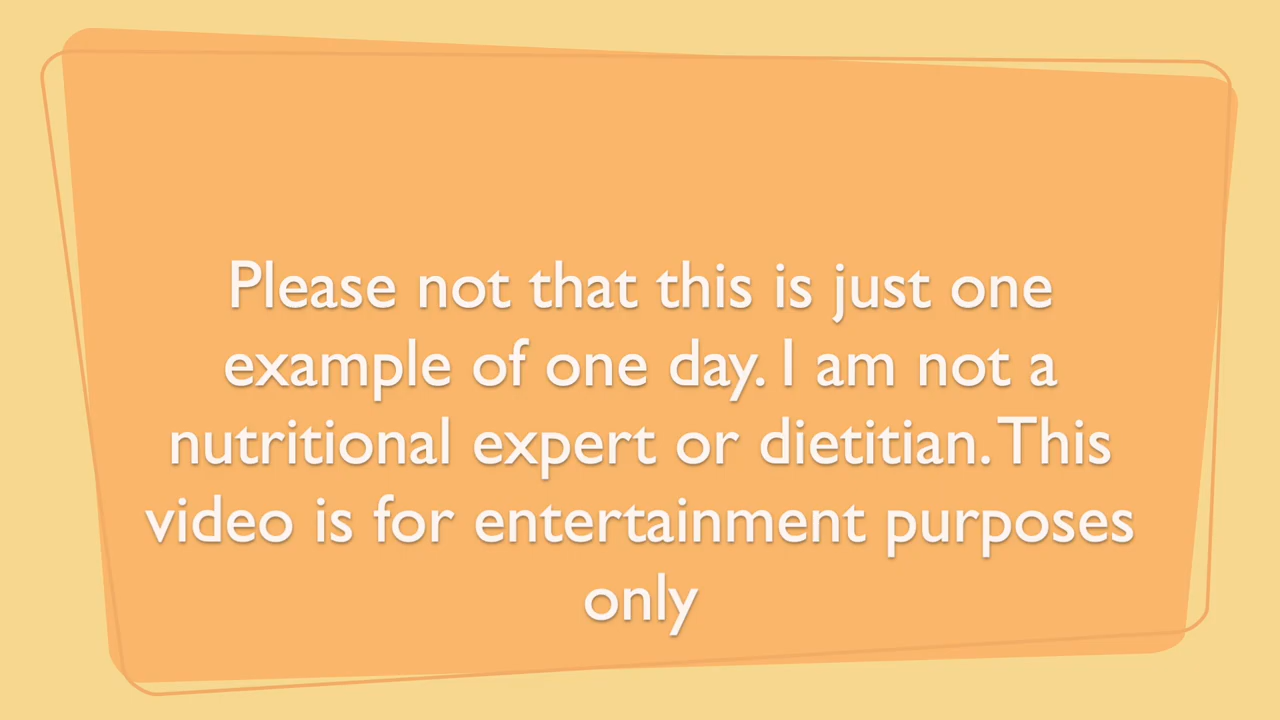 Please not that this is just one
example of one day. I am not a
nutritional expert or dietitian. This
video is for entertainment purposes
only